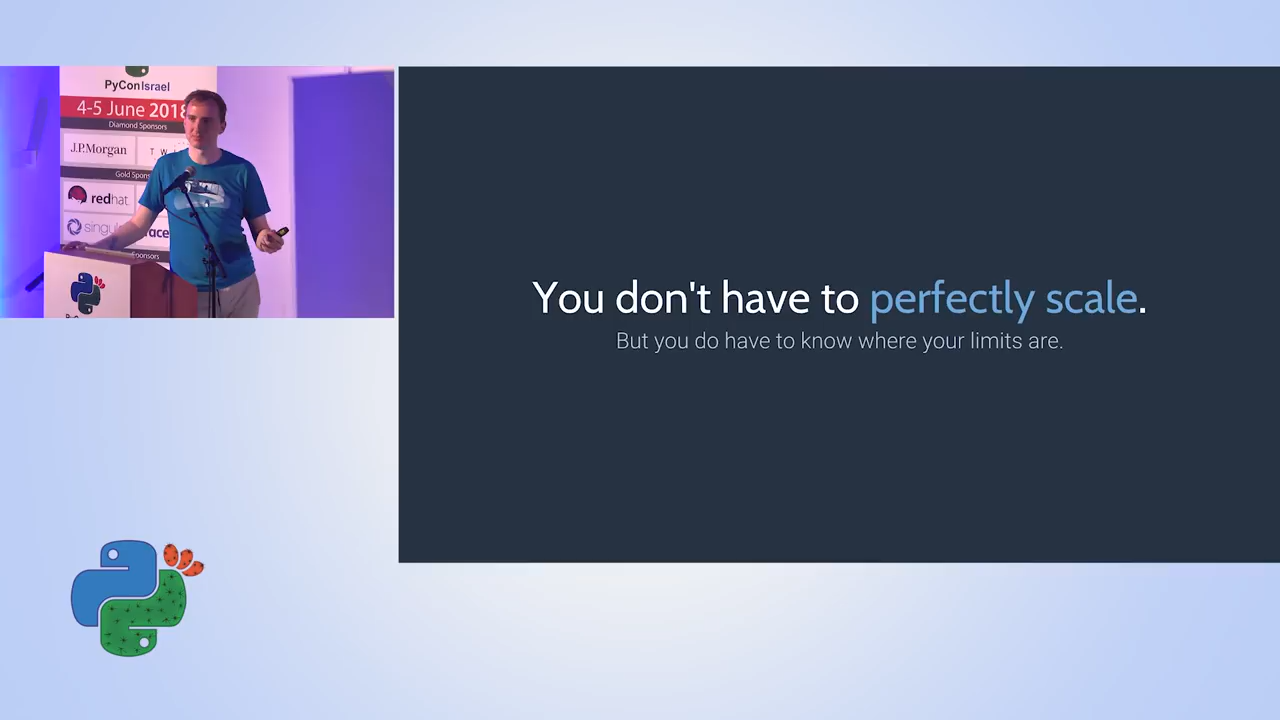 PyConIsrael
4-5 June 2018
Diamond Sponsors
J.P.Morgan
Gold
redhat
You don't have to perfectly scale.
But you do have to know where your limits are.